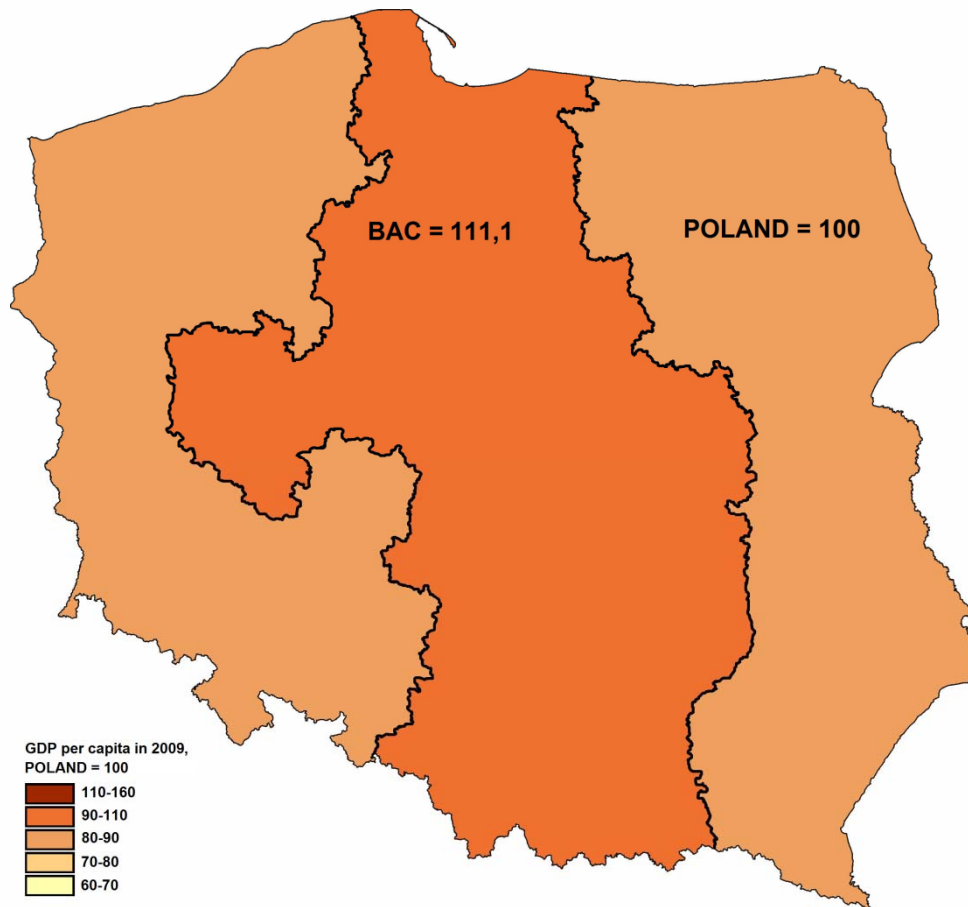 BAC = 111,1
POLAND = 100
GDP per capita in 2009,
POLAND = 100
110-160
90-110
80-90
70-80
60-70